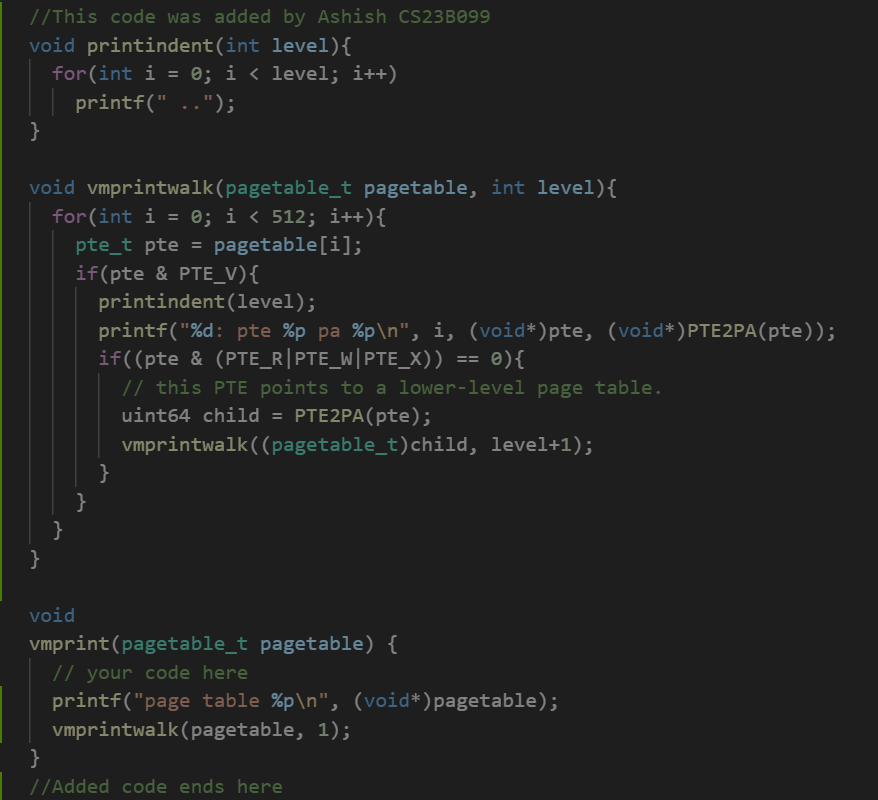 //This code was added by Ashish CS23B099
void printindent(int level){
  for(int i = 0; i < level; i++)
    printf(" ..");
}

void vmprintwalk(pagetable_t pagetable, int level){
  for(int i = 0; i < 512; i++){
    pte_t pte = pagetable[i];
    if(pte & PTE_V){
      printindent(level);
      printf("%d: pte %p pa %p\n", i, (void*)pte, (void*)PTE2PA(pte));
      if((pte & (PTE_R|PTE_W|PTE_X)) == 0){
        // this PTE points to a lower-level page table.
        uint64 child = PTE2PA(pte);
        vmprintwalk((pagetable_t)child, level+1);
      }
    }
  }
}

void
vmprint(pagetable_t pagetable) {
  // your code here
  printf("page table %p\n", (void*)pagetable);
  vmprintwalk(pagetable, 1);
}
//Added code ends here